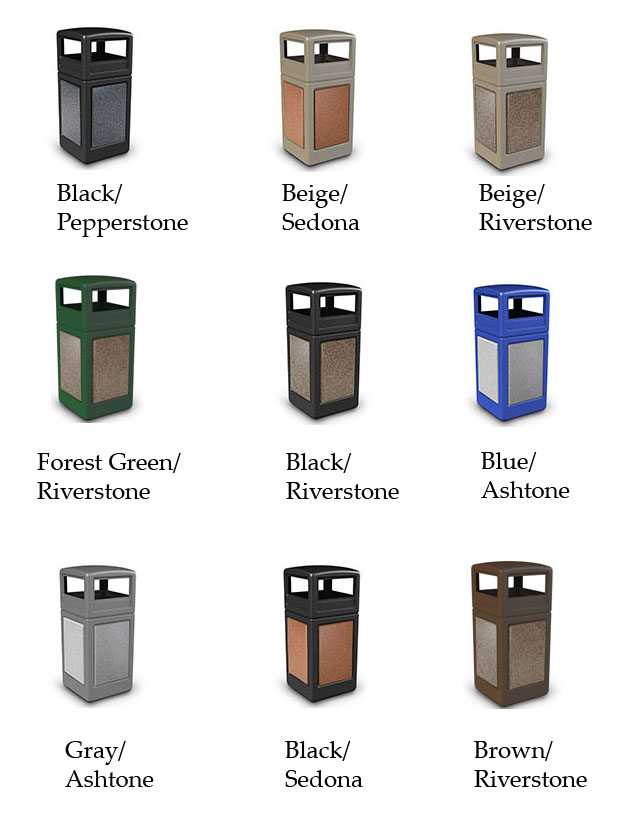 Black/
Pepperstone
Beige/
Sedona
Beige/
Riverstone
Forest Green/
Riverstone
Black/
Riverstone
Blue/
Ashtone
Gray/
Ashtone
Black/
Sedona
Brown/
Riverstone